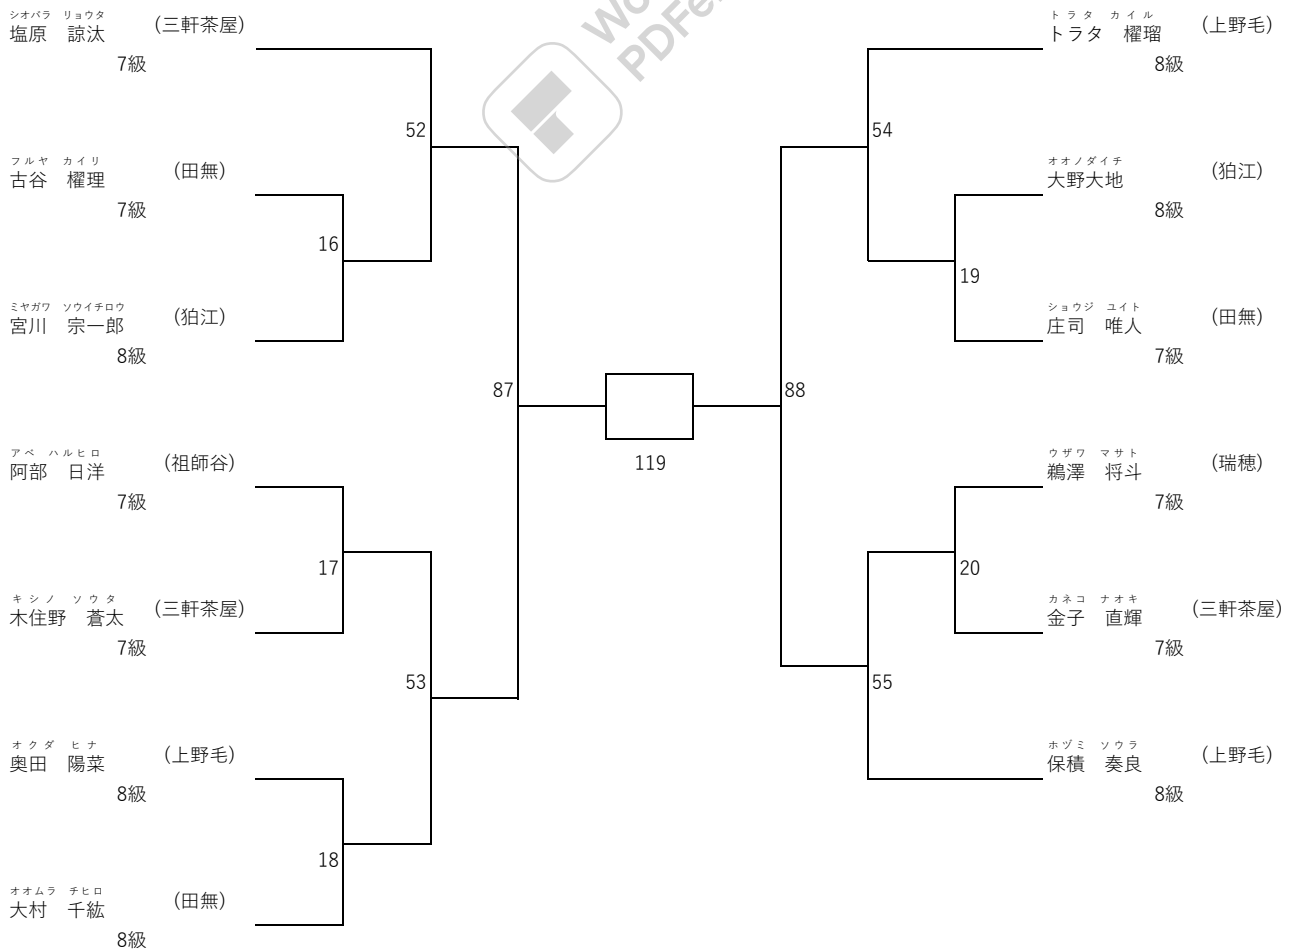 シオバラ リョウタ
塩原 諒汰 (三軒茶屋)
7級
フルヤ カイリ
古谷 櫂理 (田無)
7級
ミヤガワ ソウイチロウ
宮川 宗一郎 (狛江)
8級
アベ ハルヒロ
阿部 日洋 (祖師谷)
7級
キシノ ソウタ
木住野 蒼太 (三軒茶屋)
7級
オクダ ヒナ
奥田 陽菜 (上野毛)
8級
オオムラ チヒロ
大村 千紘 (田無)
8級
52
16
87
17
53
18
119
54
19
88
20
55
トラタ カイル
トラタ 櫂瑠 (上野毛)
8級
オオノダイチ
大野大地 (狛江)
8級
ショウジ ユイト
庄司 唯人 (田無)
7級
ウザワ マサト
鵜澤 将斗 (瑞穂)
7級
カネコ ナオキ
金子 直輝 (三軒茶屋)
7級
ホヅミ ソウラ
保積 奏良 (上野毛)
8級